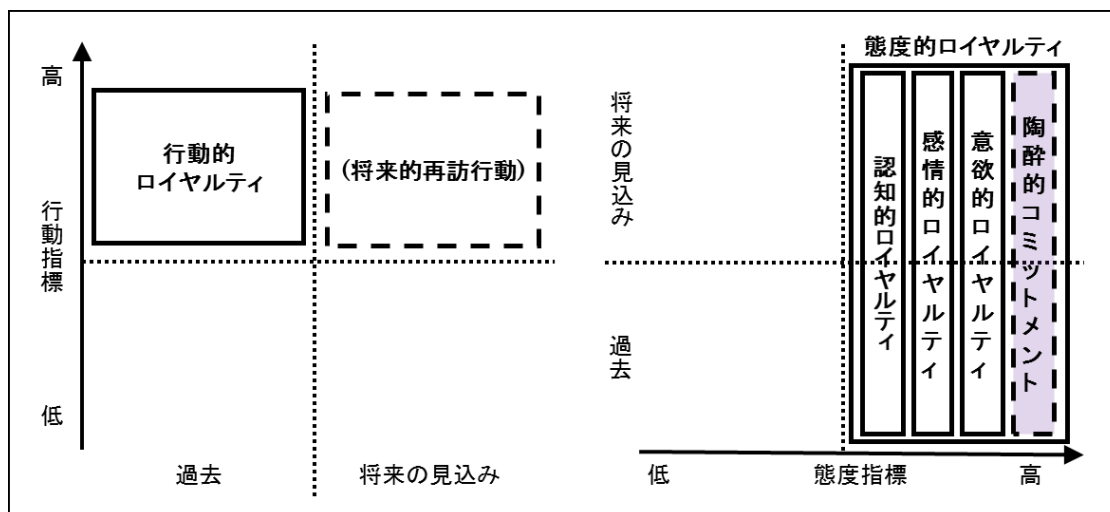 高
行動指標
低
行動的
ロイヤルティ
(将来的再訪行動)
過去
将来の見込み
態度的ロイヤルティ
将来の見込み
過去
認知的ロイヤルティ
感情的ロイヤルティ
意欲的ロイヤルティ
陶酔的コミットメント
低
態度指標
高